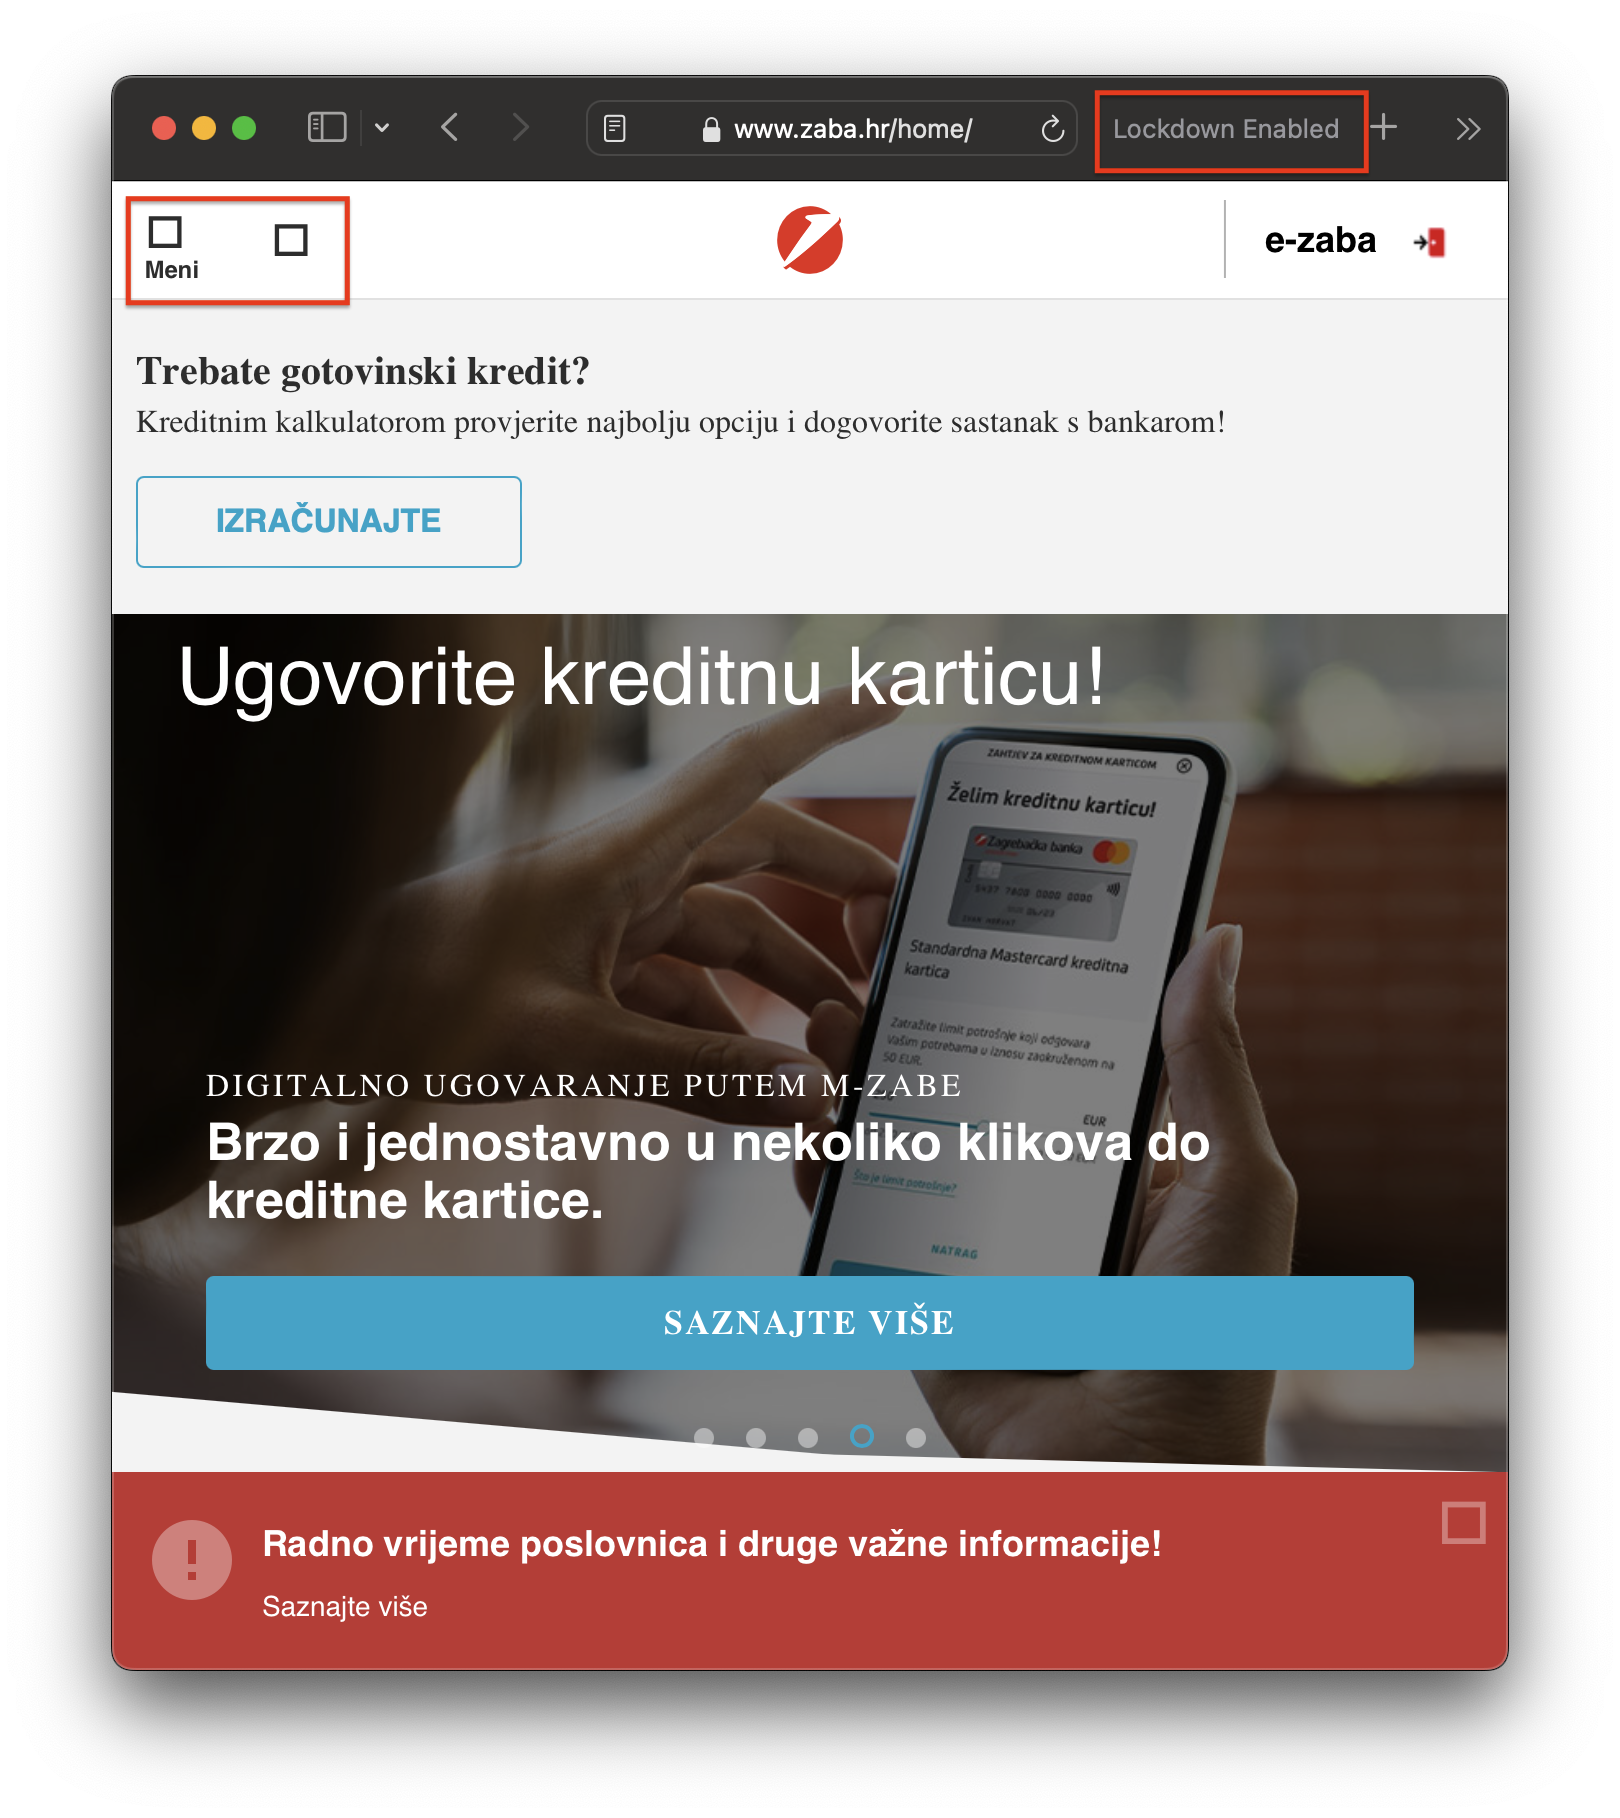 www.zaba.hr/home/
Lockdown Enabled
Meni
e-zaba
Trebate gotovinski kredit?
Kreditnim kalkulatorom provjerite najbolju opciju i dogovorite sastanak s bankarom!
IZRAČUNAJTE
Ugovorite kreditnu karticu!
ZAHTJEV ZA KREDITNOM KARTICOM
Želim kreditnu karticu!
Zagrebačka banka
5437 7808 0000 0000
Standardna Mastercard kreditna
kartica
Zatražite limit potrošnje koji odgovara
Vašim potrebama u iznosu zaokruženom na
50 EUR.
DIGITALNO UGOVARANJE PUTEM M-ZABE
EUR
Brzo i jednostavno u nekoliko klikova do
kreditne kartice.
Što je limit potrošnje?
NATRAG
SAZNAJTE VIŠE
Radno vrijeme poslovnica i druge važne informacije!
Saznajte više